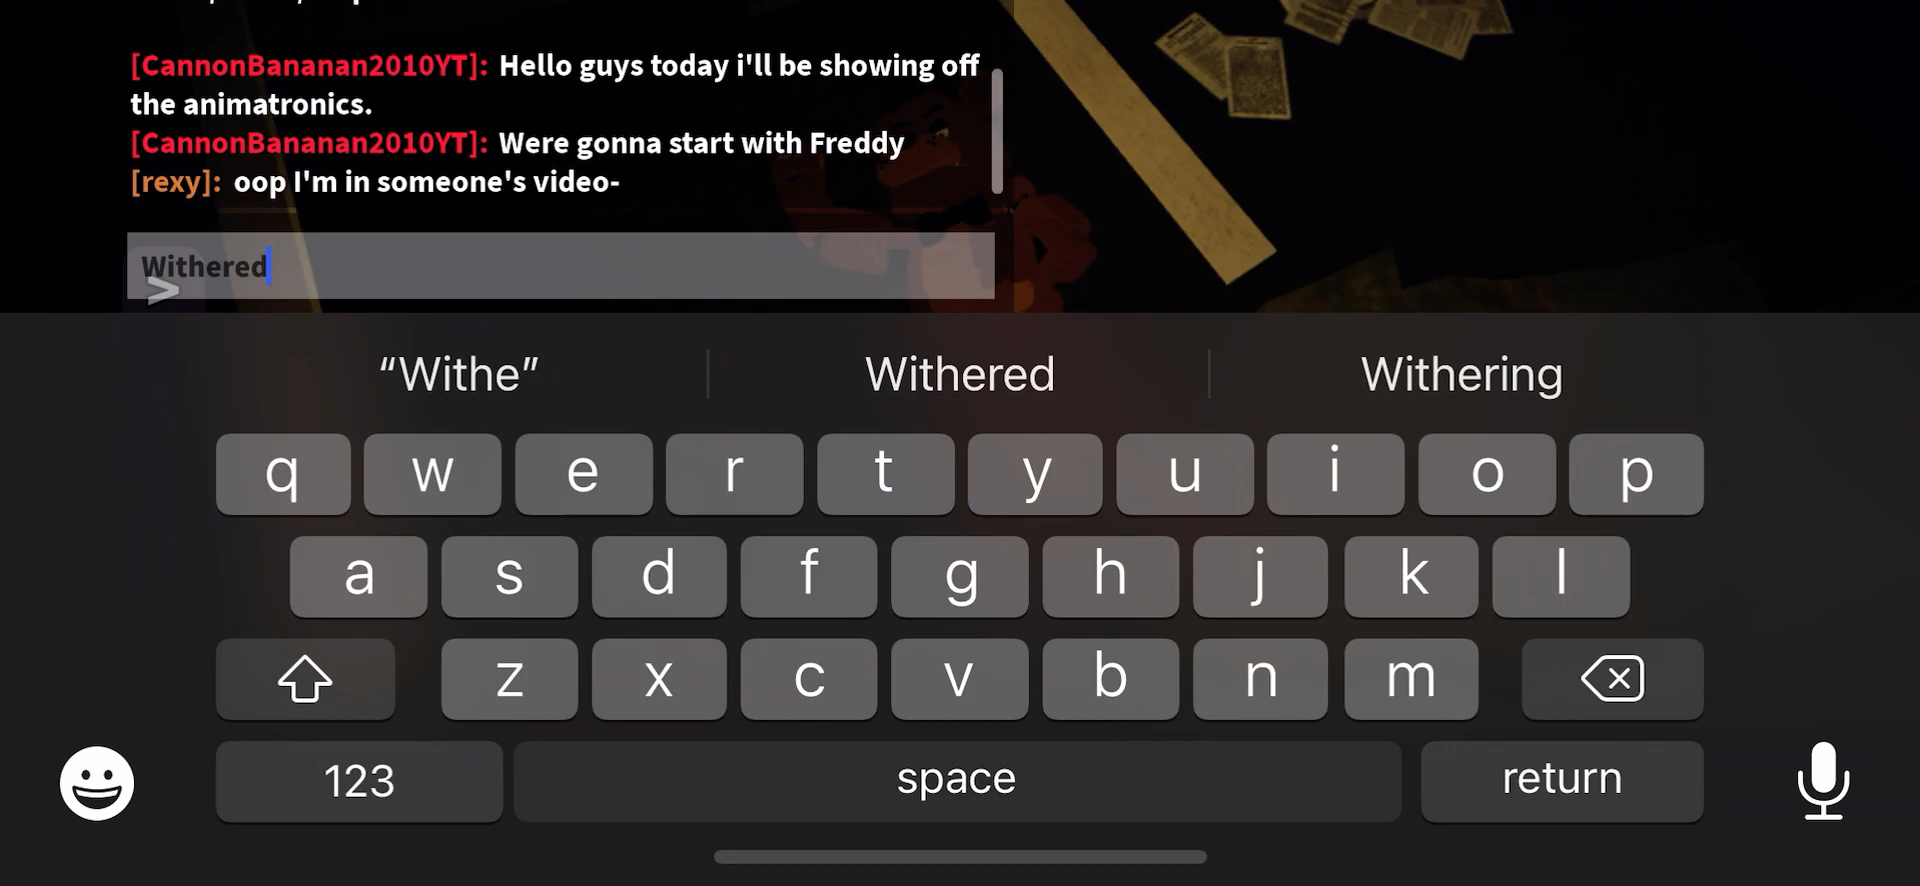 [CannonBananan2010YT]: Hello guys today i'll be showing off
the animatronics.
[CannonBananan2010YT]: Were gonna start with Freddy
[rexy]: oop I'm in someone's video-
Withered
>
“Withe” Withered Withering
q w e r t y u i o p
a s d f g h j k l
z x c v b n m
123 space return